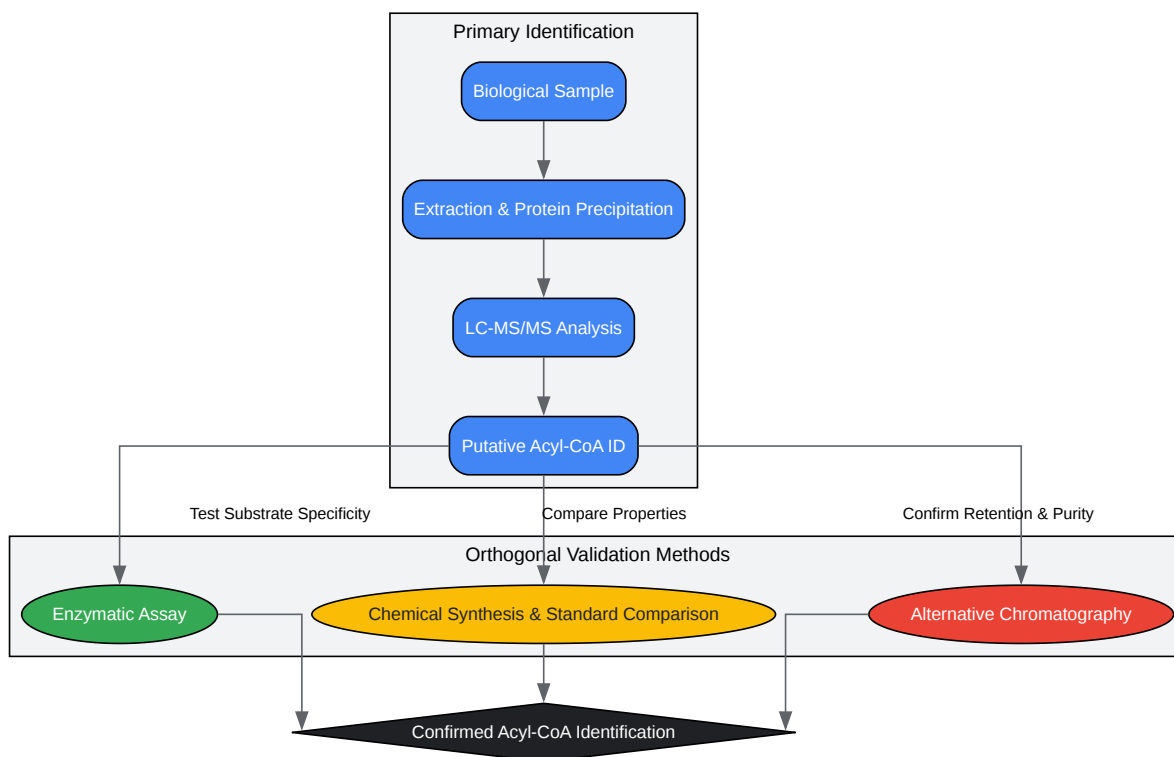 Primary Identification
Biological Sample
Extraction & Protein Precipitation
LC-MS/MS Analysis
Putative Acyl-CoA ID
Test Substrate Specificity
Compare Properties
Confirm Retention & Purity
Orthogonal Validation Methods
Enzymatic Assay
Chemical Synthesis & Standard Comparison
Alternative Chromatography
Confirmed Acyl-CoA Identification